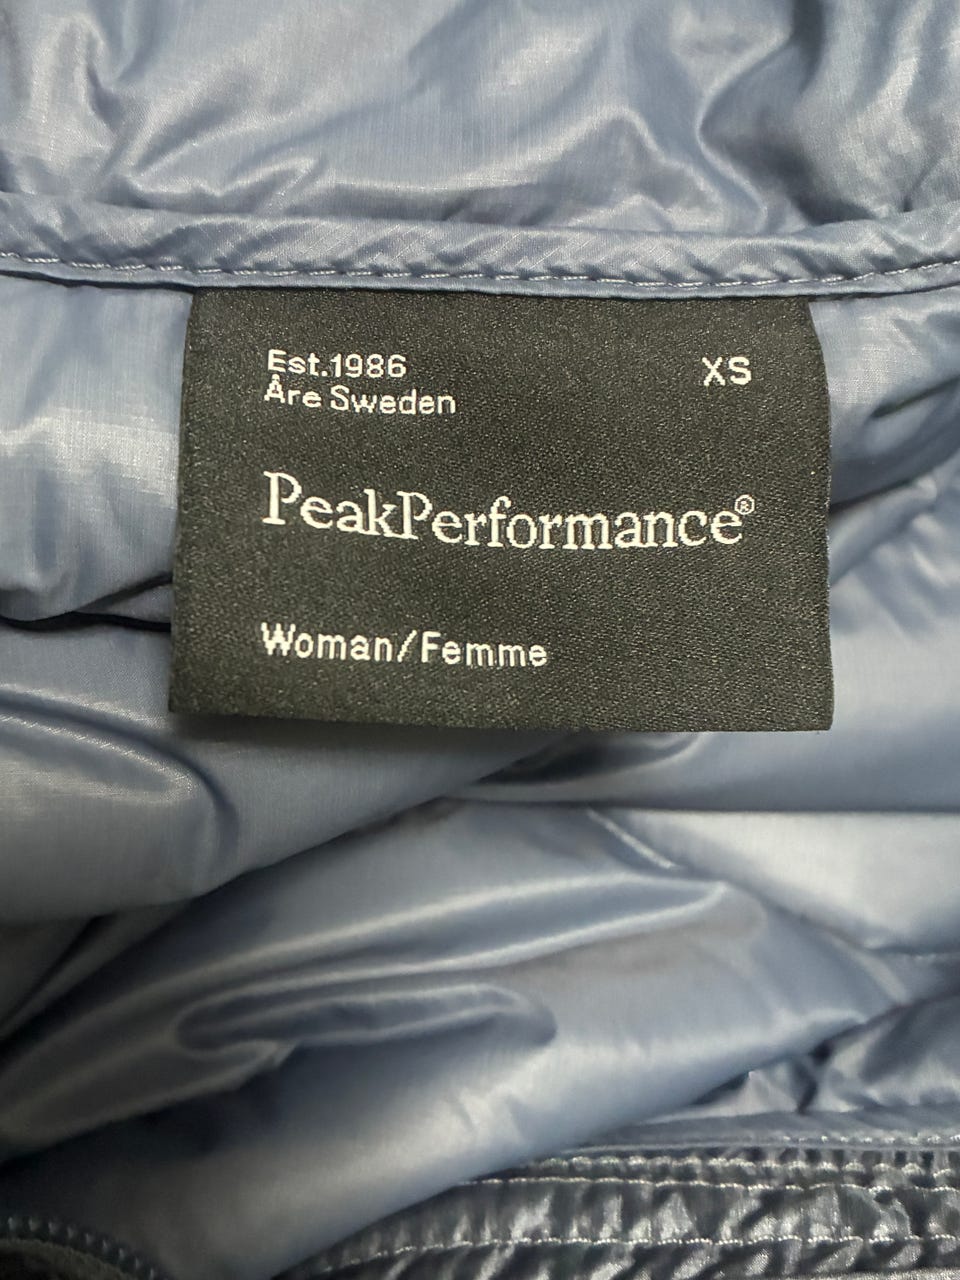 Est.1986
Åre Sweden
XS
PeakPerformance®
Woman/Femme